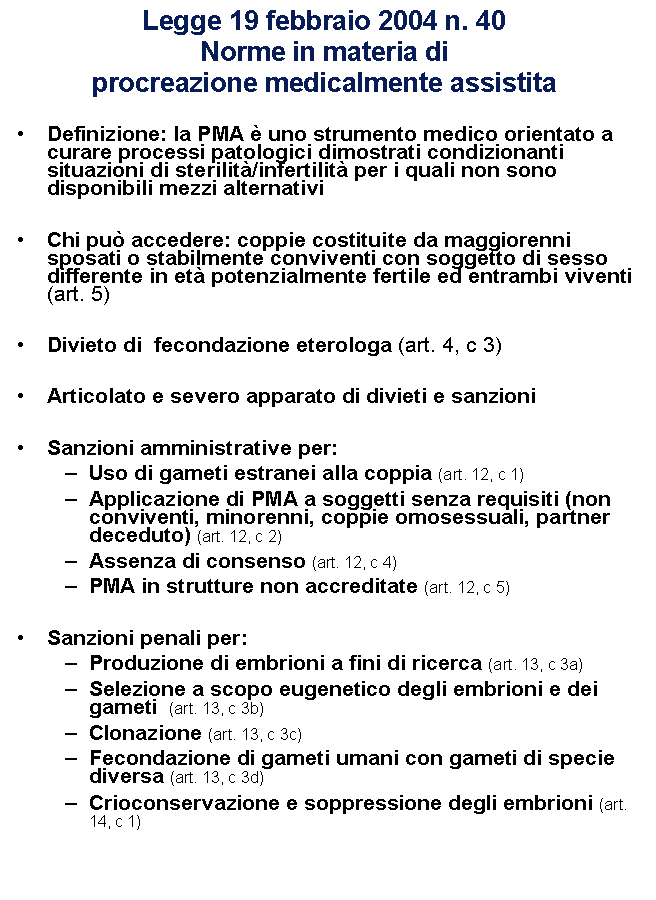 Legge 19 febbraio 2004 n. 40
Norme in materia di
procreazione medicalmente assistita
• Definizione: la PMA è uno strumento medico orientato a
curare processi patologici dimostrati condizionanti
situazioni di sterilità/infertilità per i quali non sono
disponibili mezzi alternativi
• Chi può accedere: coppie costituite da maggiorenni
sposati o stabilmente conviventi con soggetto di sesso
differente in età potenzialmente fertile ed entrambi viventi
(art. 5)
• Divieto di  fecondazione eterologa (art. 4, c 3)
• Articolato e severo apparato di divieti e sanzioni
• Sanzioni amministrative per:
– Uso di gameti estranei alla coppia (art. 12, c 1)
– Applicazione di PMA a soggetti senza requisiti (non
conviventi, minorenni, coppie omosessuali, partner
deceduto) (art. 12, c 2)
– Assenza di consenso (art. 12, c 4)
– PMA in strutture non accreditate (art. 12, c 5)
• Sanzioni penali per:
– Produzione di embrioni a fini di ricerca (art. 13, c 3a)
– Selezione a scopo eugenetico degli embrioni e dei
gameti  (art. 13, c 3b)
– Clonazione (art. 13, c 3c)
– Fecondazione di gameti umani con gameti di specie
diversa (art. 13, c 3d)
– Crioconservazione e soppressione degli embrioni (art.
14, c 1)